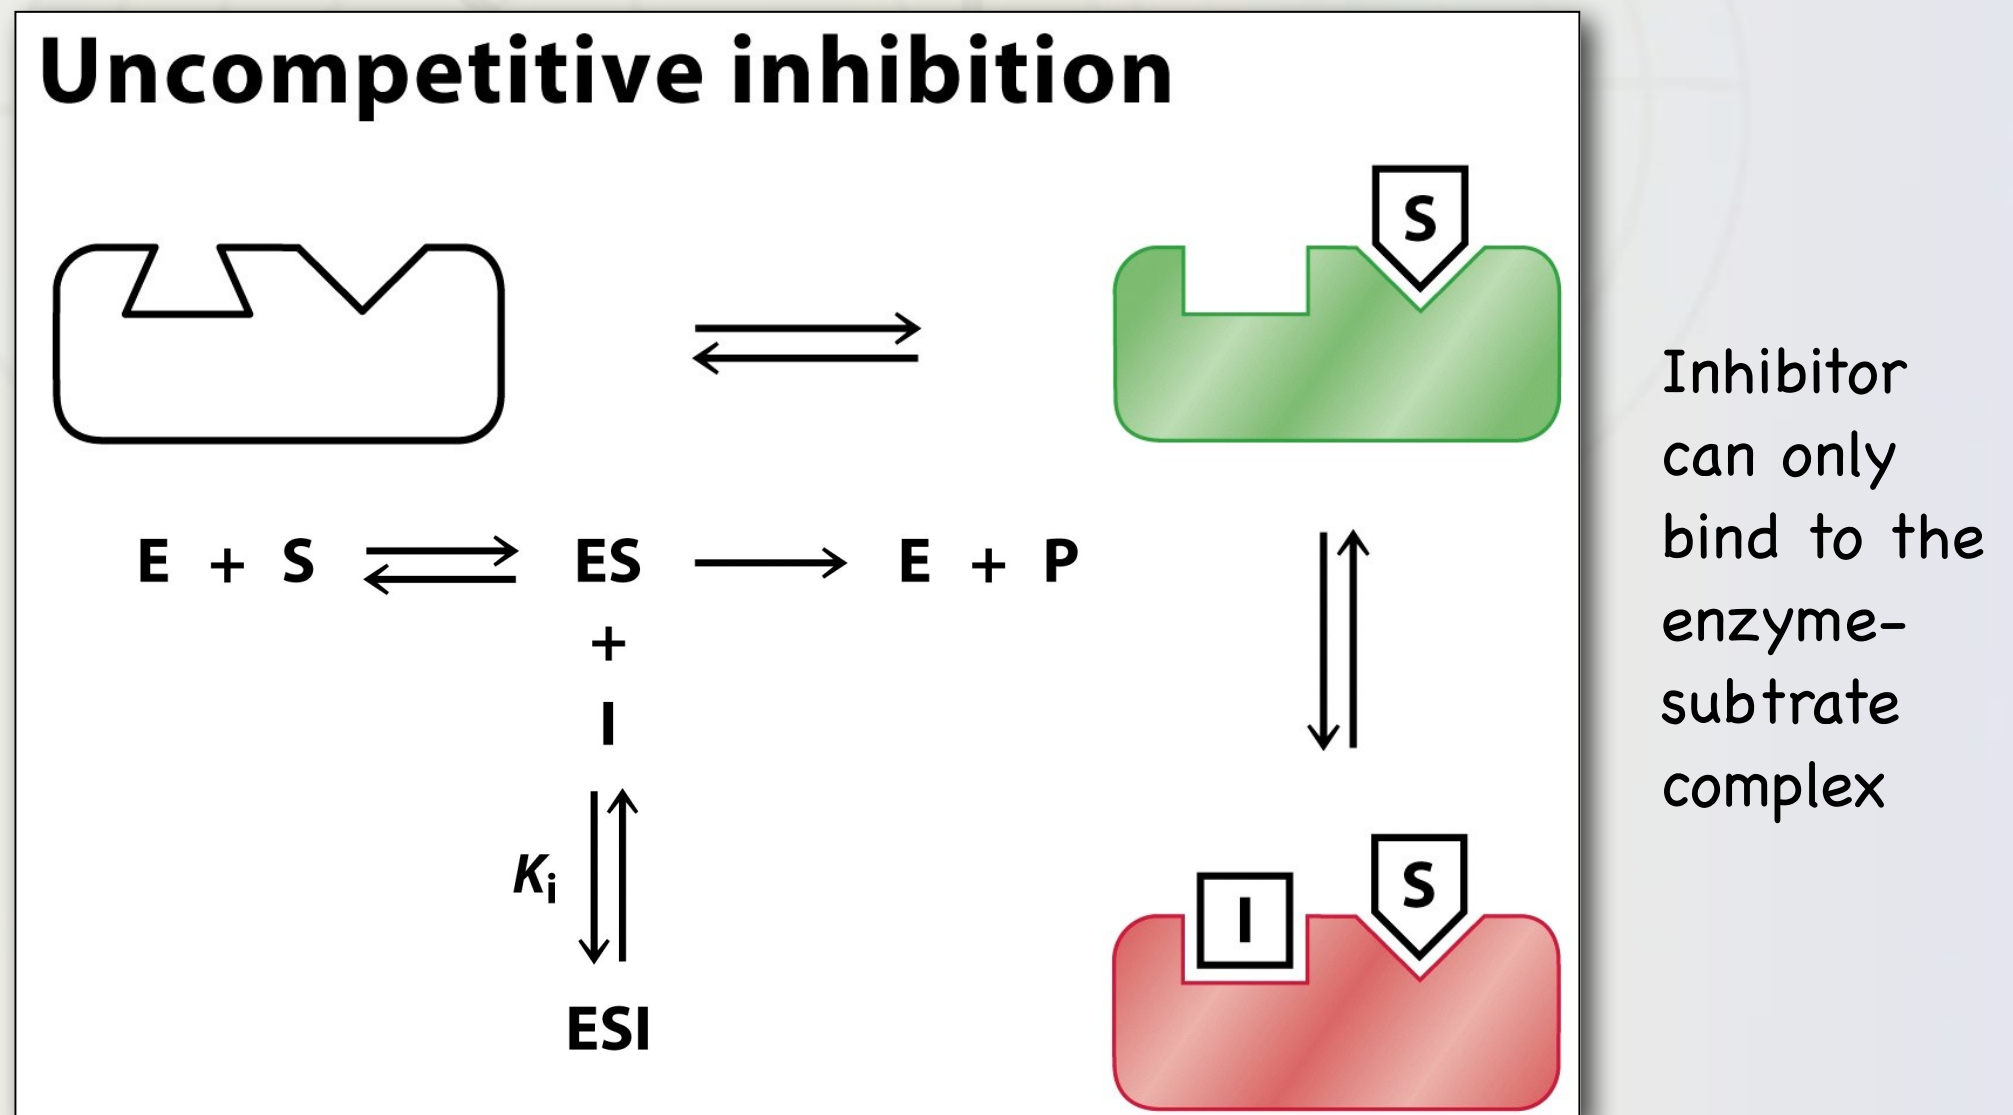 Uncompetitive inhibition
S
E + S ⇌ ES → E + P
+
I
Ki
ESI
I S
Inhibitor
can only
bind to the
enzyme-
subtrate
complex